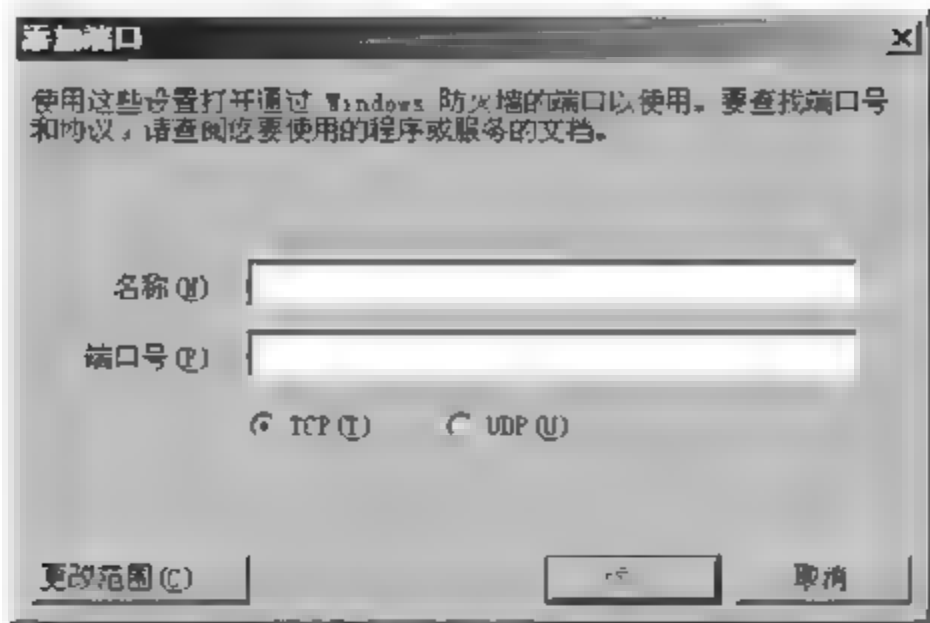 添加端口
使用这些设置打开通过 Windows 防火墙的端口以使用。要查找端口号
和协议，请查阅您要使用的程序或服务的文档。
名称(N)
端口号(P)
TCP(T) UDP(U)
更改范围(C) 取消